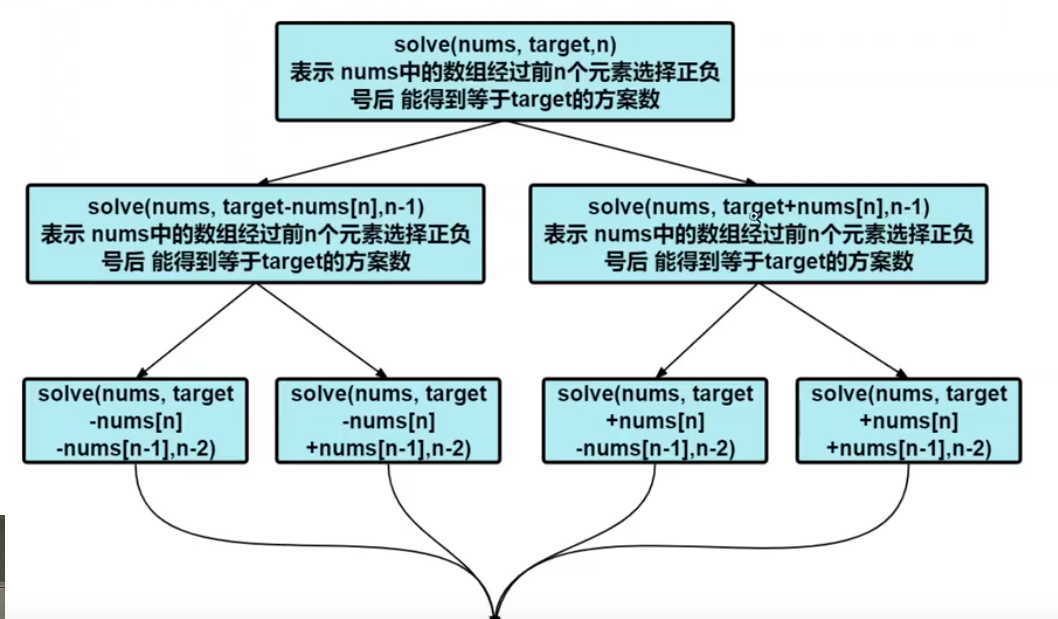 solve(nums, target,n)
表示 nums中的数组经过前n个元素选择正负
号后 能得到等于target的方案数
solve(nums, target-nums[n],n-1)
表示 nums中的数组经过前n个元素选择正负
号后 能得到等于target的方案数
solve(nums, target+nums[n],n-1)
表示 nums中的数组经过前n个元素选择正负
号后 能得到等于target的方案数
solve(nums, target
-nums[n]
-nums[n-1],n-2)
solve(nums, target
-nums[n]
+nums[n-1],n-2)
solve(nums, target
+nums[n]
-nums[n-1],n-2)
solve(nums, target
+nums[n]
+nums[n-1],n-2)